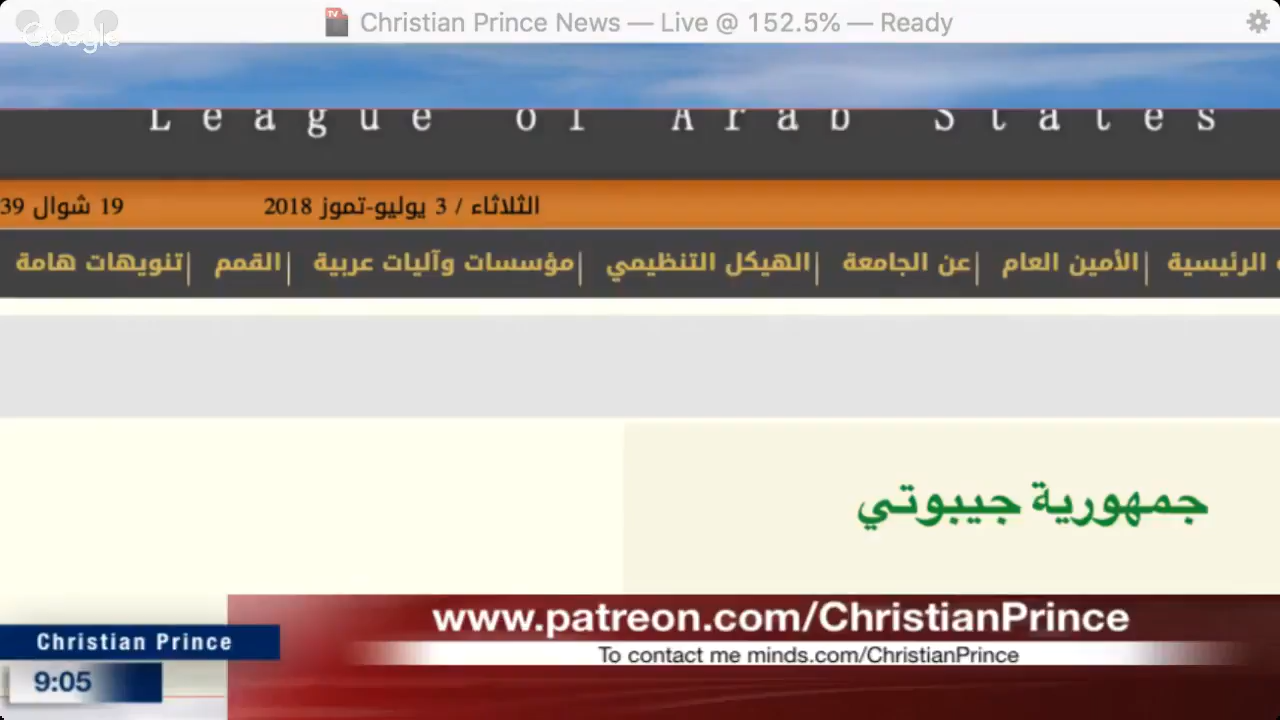 Christian Prince News — Live @ 152.5% — Ready
Google
League of Arab States
الثلاثاء / 3 يوليو-تموز 2018 19 شوال 39
الرئيسية | الأمين العام | عن الجامعة | الهيكل التنظيمي | مؤسسات وآليات عربية | القمم | تنويهات هامة
جمهورية جيبوتي
www.patreon.com/ChristianPrince
Christian Prince
To contact me minds.com/ChristianPrince
9:05